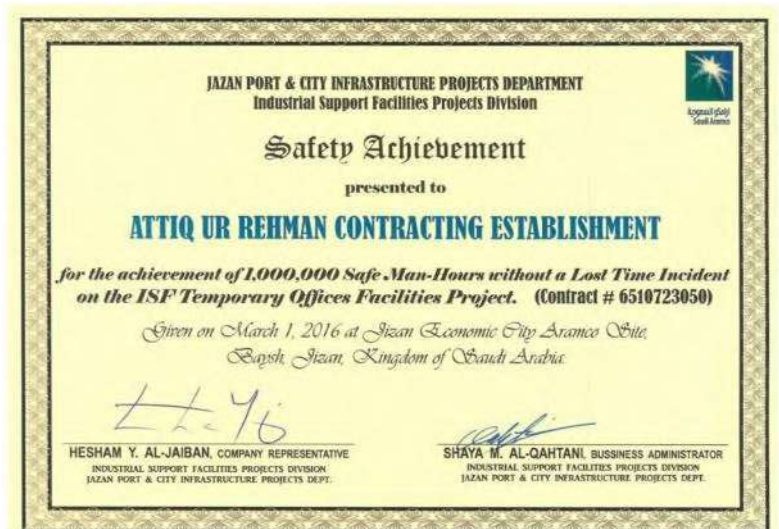 JAZAN PORT & CITY INFRASTRUCTURE PROJECTS DEPARTMENT
Industrial Support Facilities Projects Division
أرامكو السعودية
Saudi Aramco
Safety Achievement
presented to
ATTIQ UR REHMAN CONTRACTING ESTABLISHMENT
for the achievement of 1,000,000 Safe Man-Hours without a Lost Time Incident
on the ISF Temporary Offices Facilities Project. (Contract # 6510723050)
Given on March 1, 2016 at Jizan Economic City Aramco Site,
Baysh, Jizan, Kingdom of Saudi Arabia.
HESHAM Y. AL-JAIBAN, COMPANY REPRESENTATIVE
INDUSTRIAL SUPPORT FACILITIES PROJECTS DIVISION
JAZAN PORT & CITY INFRASTRUCTURE PROJECTS DEPT.
SHAYA M. AL-QAHTANI, BUSSINESS ADMINISTRATOR
INDUSTRIAL SUPPORT FACILITIES PROJECTS DIVISION
JAZAN PORT & CITY INFRASTRUCTURE PROJECTS DEPT.